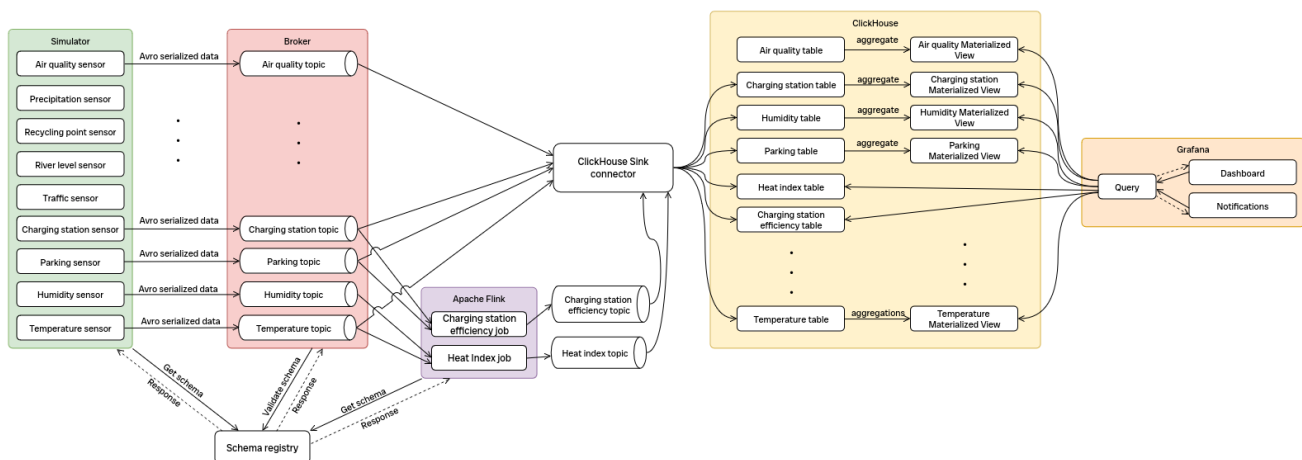 Simulator
Air quality sensor
Precipitation sensor
Recycling point sensor
River level sensor
Traffic sensor
Charging station sensor
Parking sensor
Humidity sensor
Temperature sensor
Avro serialized data
Avro serialized data
Avro serialized data
Avro serialized data
Avro serialized data
Broker
Air quality topic
Charging station topic
Parking topic
Humidity topic
Temperature topic
Get schema
Response
Validate schema
Response
Get schema
Response
Schema registry
Apache Flink
Charging station
efficiency job
Heat Index job
Charging station
efficiency topic
Heat index topic
ClickHouse Sink
connector
ClickHouse
Air quality table
aggregate
Air quality Materialized
View
Charging station table
aggregate
Charging station
Materialized View
Humidity table
aggregate
Humidity Materialized
View
Parking table
aggregate
Parking
Materialized View
Heat index table
Charging station
efficiency table
Temperature table
aggregations
Temperature
Materialized View
Grafana
Query
Dashboard
Notifications